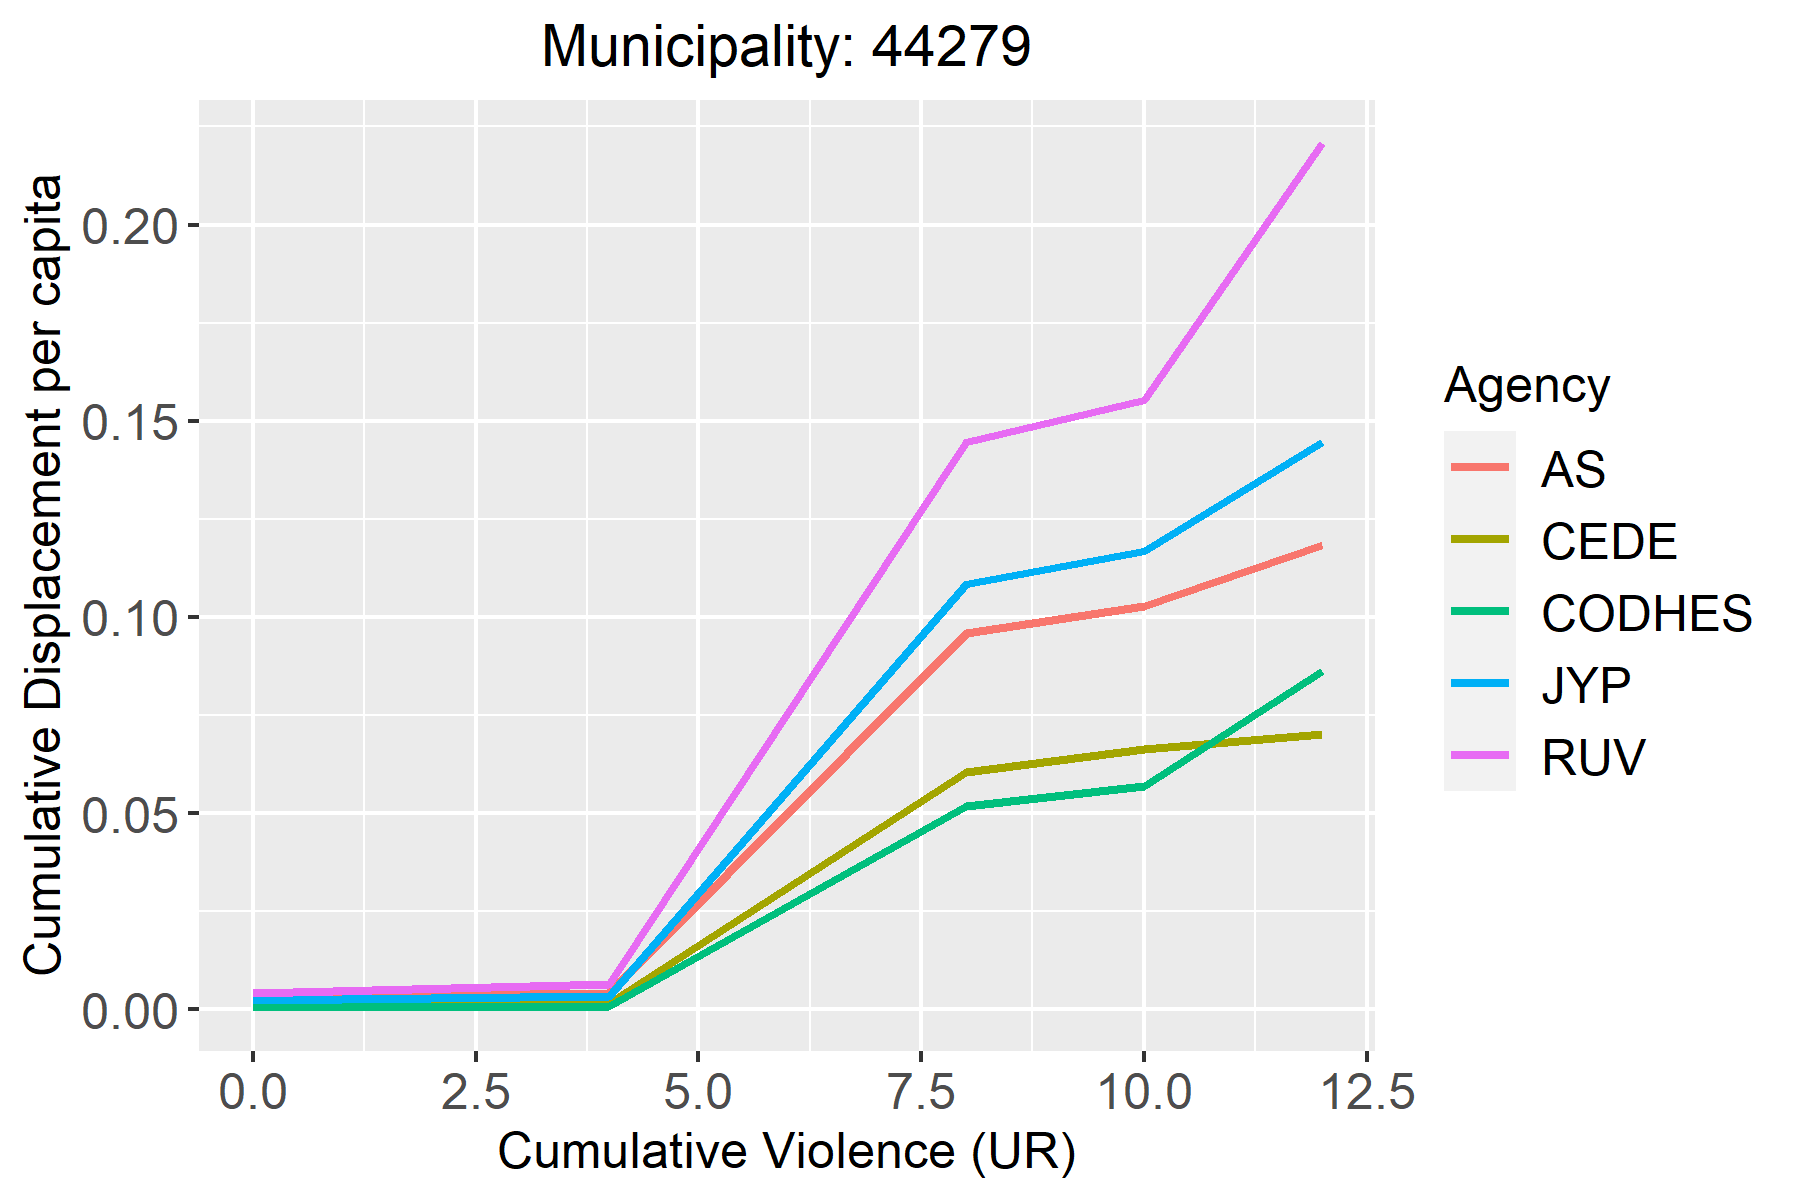 Municipality: 44279
Cumulative Displacement per capita
0.20
0.15
0.10
0.05
0.00
0.0 2.5 5.0 7.5 10.0 12.5
Cumulative Violence (UR)
Agency
AS
CEDE
CODHES
JYP
RUV